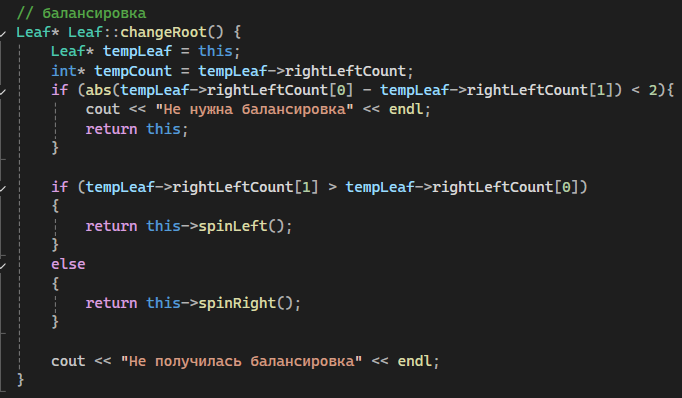 // балансировка
Leaf* Leaf::changeRoot() {
    Leaf* tempLeaf = this;
    int* tempCount = tempLeaf->rightLeftCount;
    if (abs(tempLeaf->rightLeftCount[0] - tempLeaf->rightLeftCount[1]) < 2){
        cout << "Не нужна балансировка" << endl;
        return this;
    }
    if (tempLeaf->rightLeftCount[1] > tempLeaf->rightLeftCount[0])
    {
        return this->spinLeft();
    }
    else
    {
        return this->spinRight();
    }
    cout << "Не получилась балансировка" << endl;
}